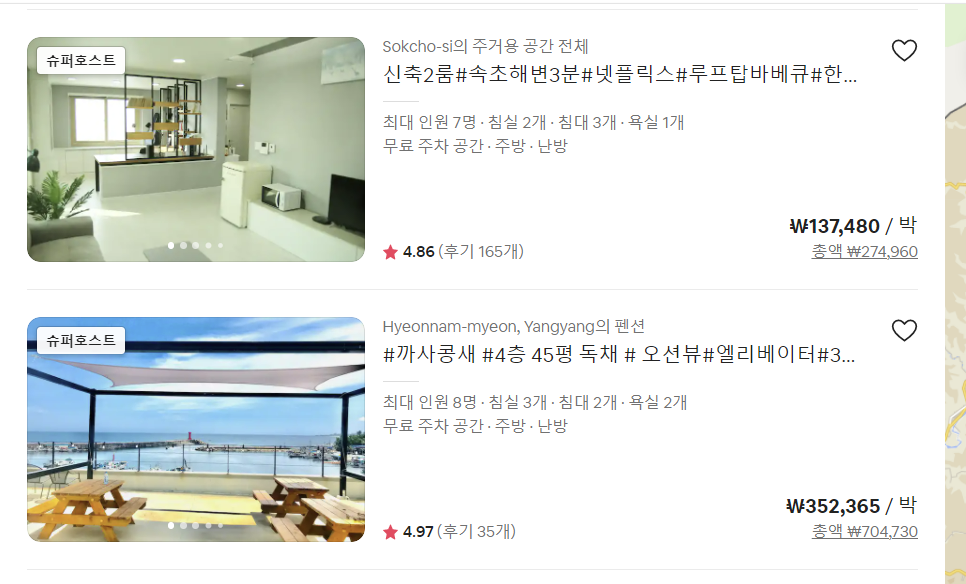 슈퍼호스트
Sokcho-si의 주거용 공간 전체
신축2룸#속초해변3분#넷플릭스#루프탑바베큐#한...
최대 인원 7명 · 침실 2개 · 침대 3개 · 욕실 1개
무료 주차 공간 · 주방 · 난방
₩137,480 / 박
4.86 (후기 165개)
총액 ₩274,960
슈퍼호스트
Hyeonnam-myeon, Yangyang의 펜션
#까사콩새 #4층 45평 독채 # 오션뷰#엘리베이터#3...
최대 인원 8명 · 침실 3개 · 침대 2개 · 욕실 2개
무료 주차 공간 · 주방 · 난방
₩352,365 / 박
4.97 (후기 35개)
총액 ₩704,730